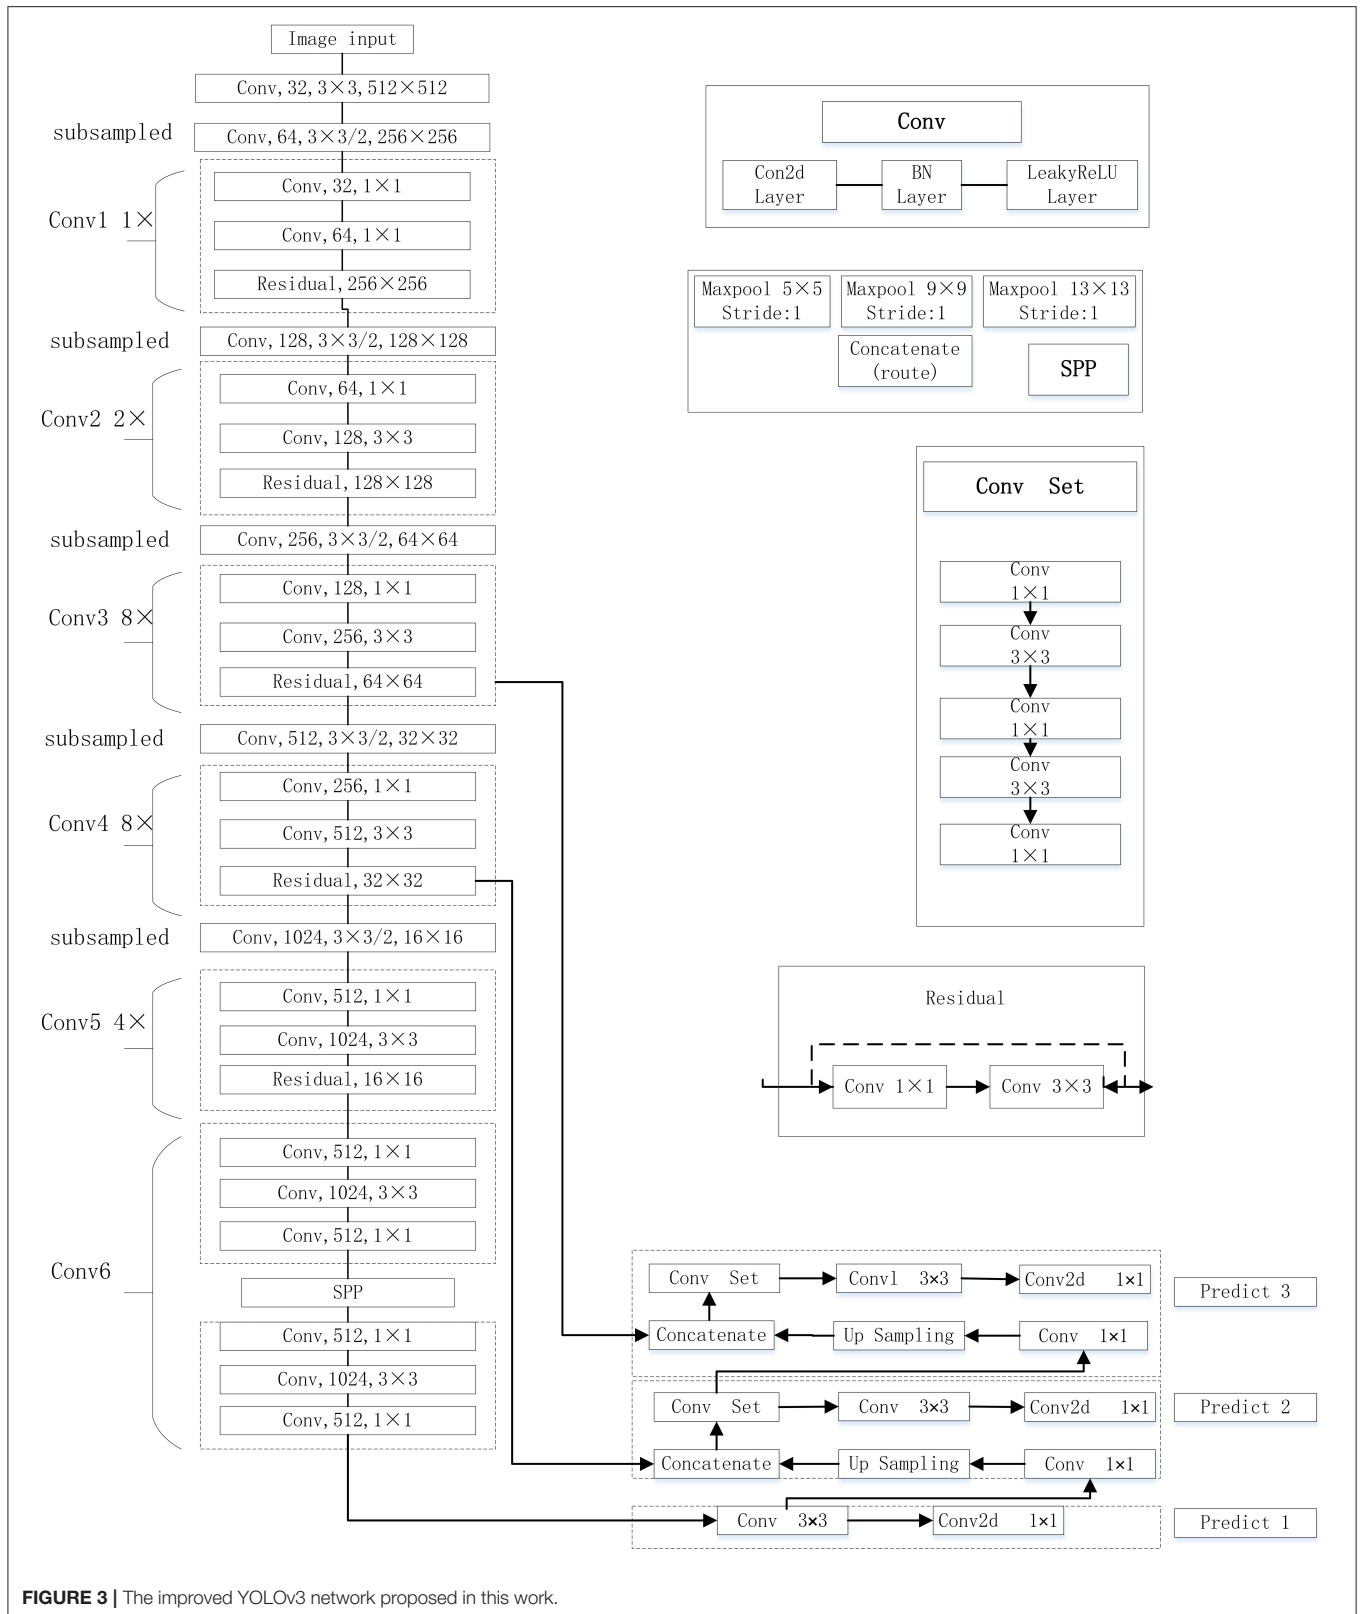 Image input
Conv,32,3×3,512×512
subsampled
Conv,64,3×3/2,256×256
Conv1 1×
Conv,32,1×1
Conv,64,1×1
Residual,256×256
subsampled
Conv,128,3×3/2,128×128
Conv2 2×
Conv,64,1×1
Conv,128,3×3
Residual,128×128
subsampled
Conv,256,3×3/2,64×64
Conv3 8×
Conv,128,1×1
Conv,256,3×3
Residual,64×64
subsampled
Conv,512,3×3/2,32×32
Conv4 8×
Conv,256,1×1
Conv,512,3×3
Residual,32×32
subsampled
Conv,1024,3×3/2,16×16
Conv5 4×
Conv,512,1×1
Conv,1024,3×3
Residual,16×16
Conv6
Conv,512,1×1
Conv,1024,3×3
Conv,512,1×1
SPP
Conv,512,1×1
Conv,1024,3×3
Conv,512,1×1
Conv
Con2d
Layer
BN
Layer
LeakyReLU
Layer
Maxpool 5×5
Stride:1
Maxpool 9×9
Stride:1
Maxpool 13×13
Stride:1
Concatenate
(route)
SPP
Conv Set
Conv
1×1
Conv
3×3
Conv
1×1
Conv
3×3
Conv
1×1
Residual
Conv 1×1
Conv 3×3
Conv Set
Convl 3×3
Conv2d 1×1
Predict 3
Concatenate
Up Sampling
Conv 1×1
Conv Set
Conv 3×3
Conv2d 1×1
Predict 2
Concatenate
Up Sampling
Conv 1×1
Conv 3×3
Conv2d 1×1
Predict 1
FIGURE 3 | The improved YOLOv3 network proposed in this work.